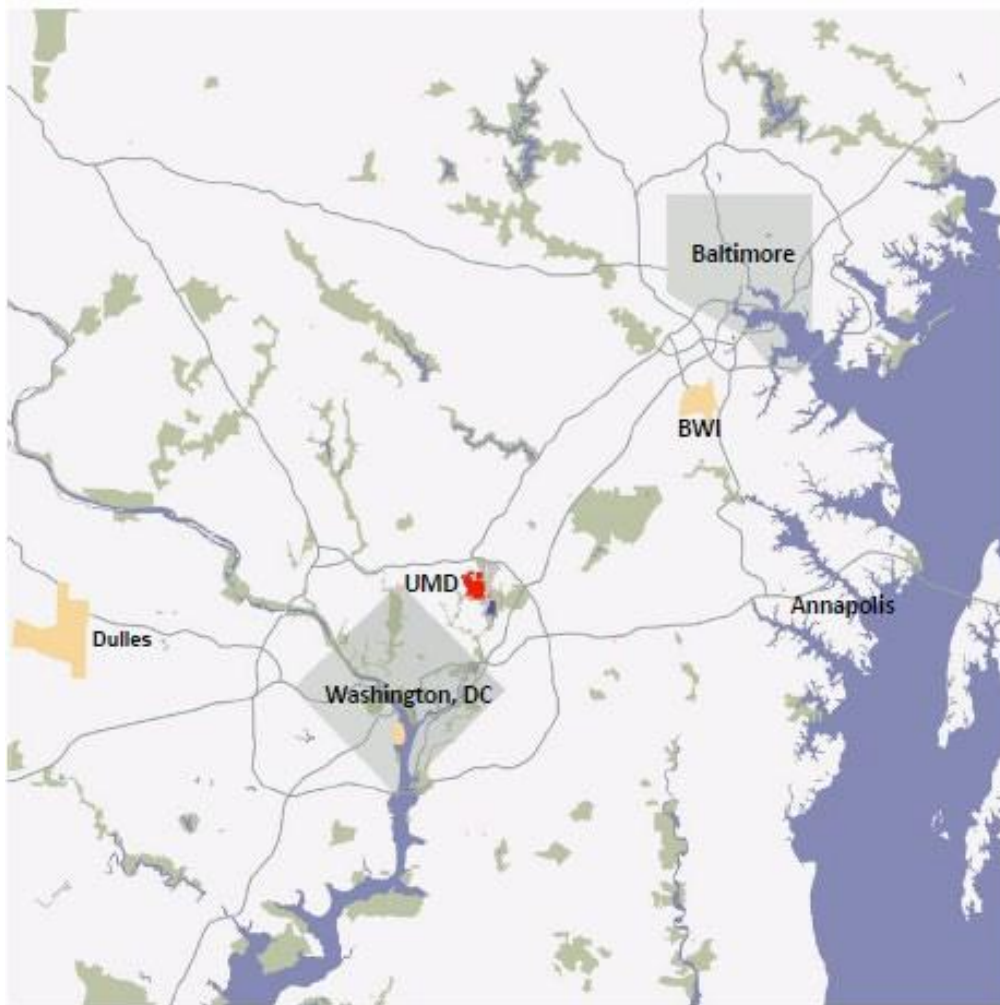 Baltimore
BWI
UMD
Annapolis
Dulles
Washington, DC